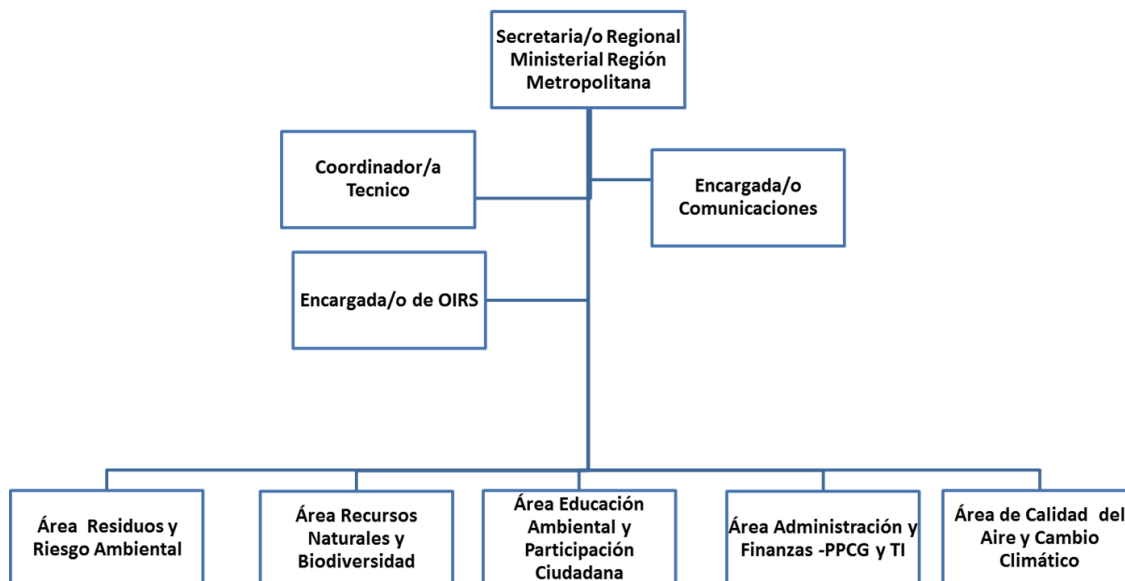 Secretaria/o Regional
Ministerial Región
Metropolitana
Coordinador/a
Tecnico
Encargada/o
Comunicaciones
Encargada/o de OIRS
Área Residuos y
Riesgo Ambiental
Área Recursos
Naturales y
Biodiversidad
Área Educación
Ambiental y
Participación
Ciudadana
Área Administración y
Finanzas -PPCG y TI
Área de Calidad del
Aire y Cambio
Climático